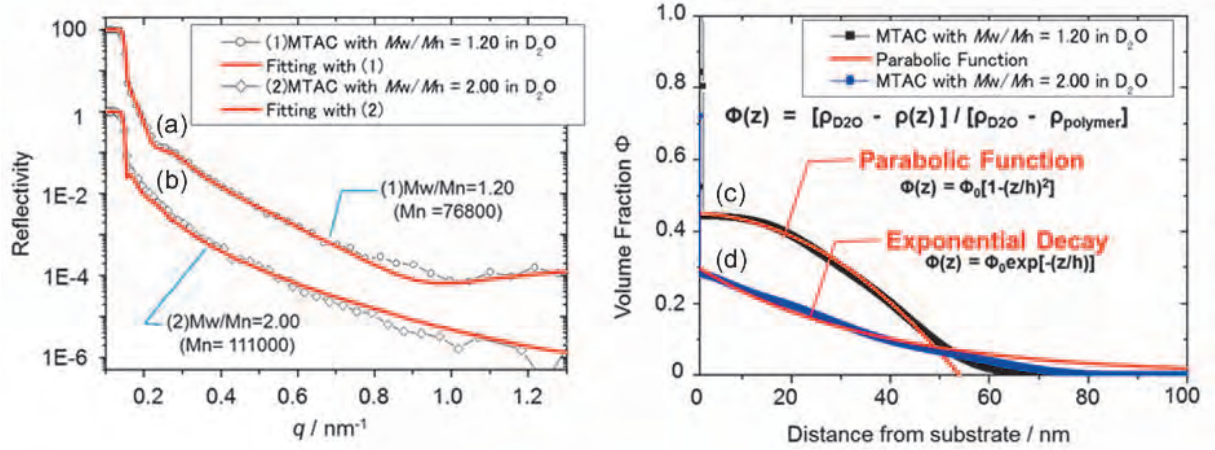 100
1
1E-2
1E-4
1E-6
Reflectivity
0.2 0.4 0.6 0.8 1.0 1.2
q / nm⁻¹
(1)MTAC with Mw/Mn = 1.20 in D₂O
Fitting with (1)
(2)MTAC with Mw/Mn = 2.00 in D₂O
Fitting with (2)
(a)
(b)
(1)Mw/Mn=1.20
(Mn =76800)
(2)Mw/Mn=2.00
(Mn= 111000)
1.0
0.8
0.6
0.4
0.2
0
Volume Fraction Φ
0 20 40 60 80 100
Distance from substrate / nm
MTAC with Mw/Mn = 1.20 in D₂O
Parabolic Function
MTAC with Mw/Mn = 2.00 in D₂O
Φ(z) = [ρD2O - ρ(z) ] / [ρD2O - ρpolymer]
Parabolic Function
Φ(z) = Φ₀[1-(z/h)²]
(c)
Exponential Decay
Φ(z) = Φ₀exp[-(z/h)]
(d)